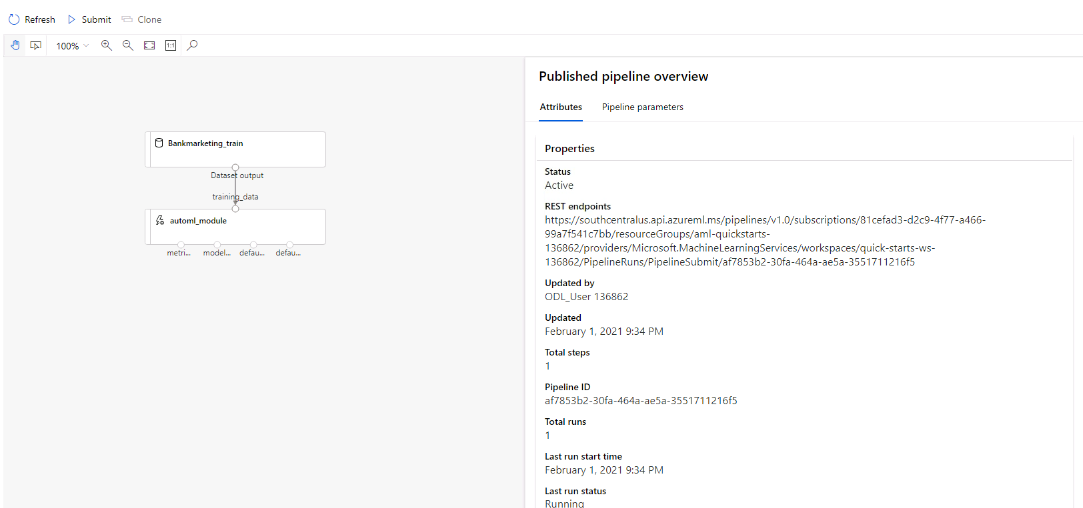 Refresh Submit Clone
100% 1:1
Published pipeline overview
Attributes Pipeline parameters
Bankmarketing_train
Dataset output
training_data
automl_module
metri... model... defau... defau...
Properties
Status
Active
REST endpoints
https://southcentralus.api.azureml.ms/pipelines/v1.0/subscriptions/81cefad3-d2c9-4f77-a466-
99a7f541c7bb/resourceGroups/aml-quickstarts-
136862/providers/Microsoft.MachineLearningServices/workspaces/quick-starts-ws-
136862/PipelineRuns/PipelineSubmit/af7853b2-30fa-464a-ae5a-3551711216f5
Updated by
ODL_User 136862
Updated
February 1, 2021 9:34 PM
Total steps
1
Pipeline ID
af7853b2-30fa-464a-ae5a-3551711216f5
Total runs
1
Last run start time
February 1, 2021 9:34 PM
Last run status
Running